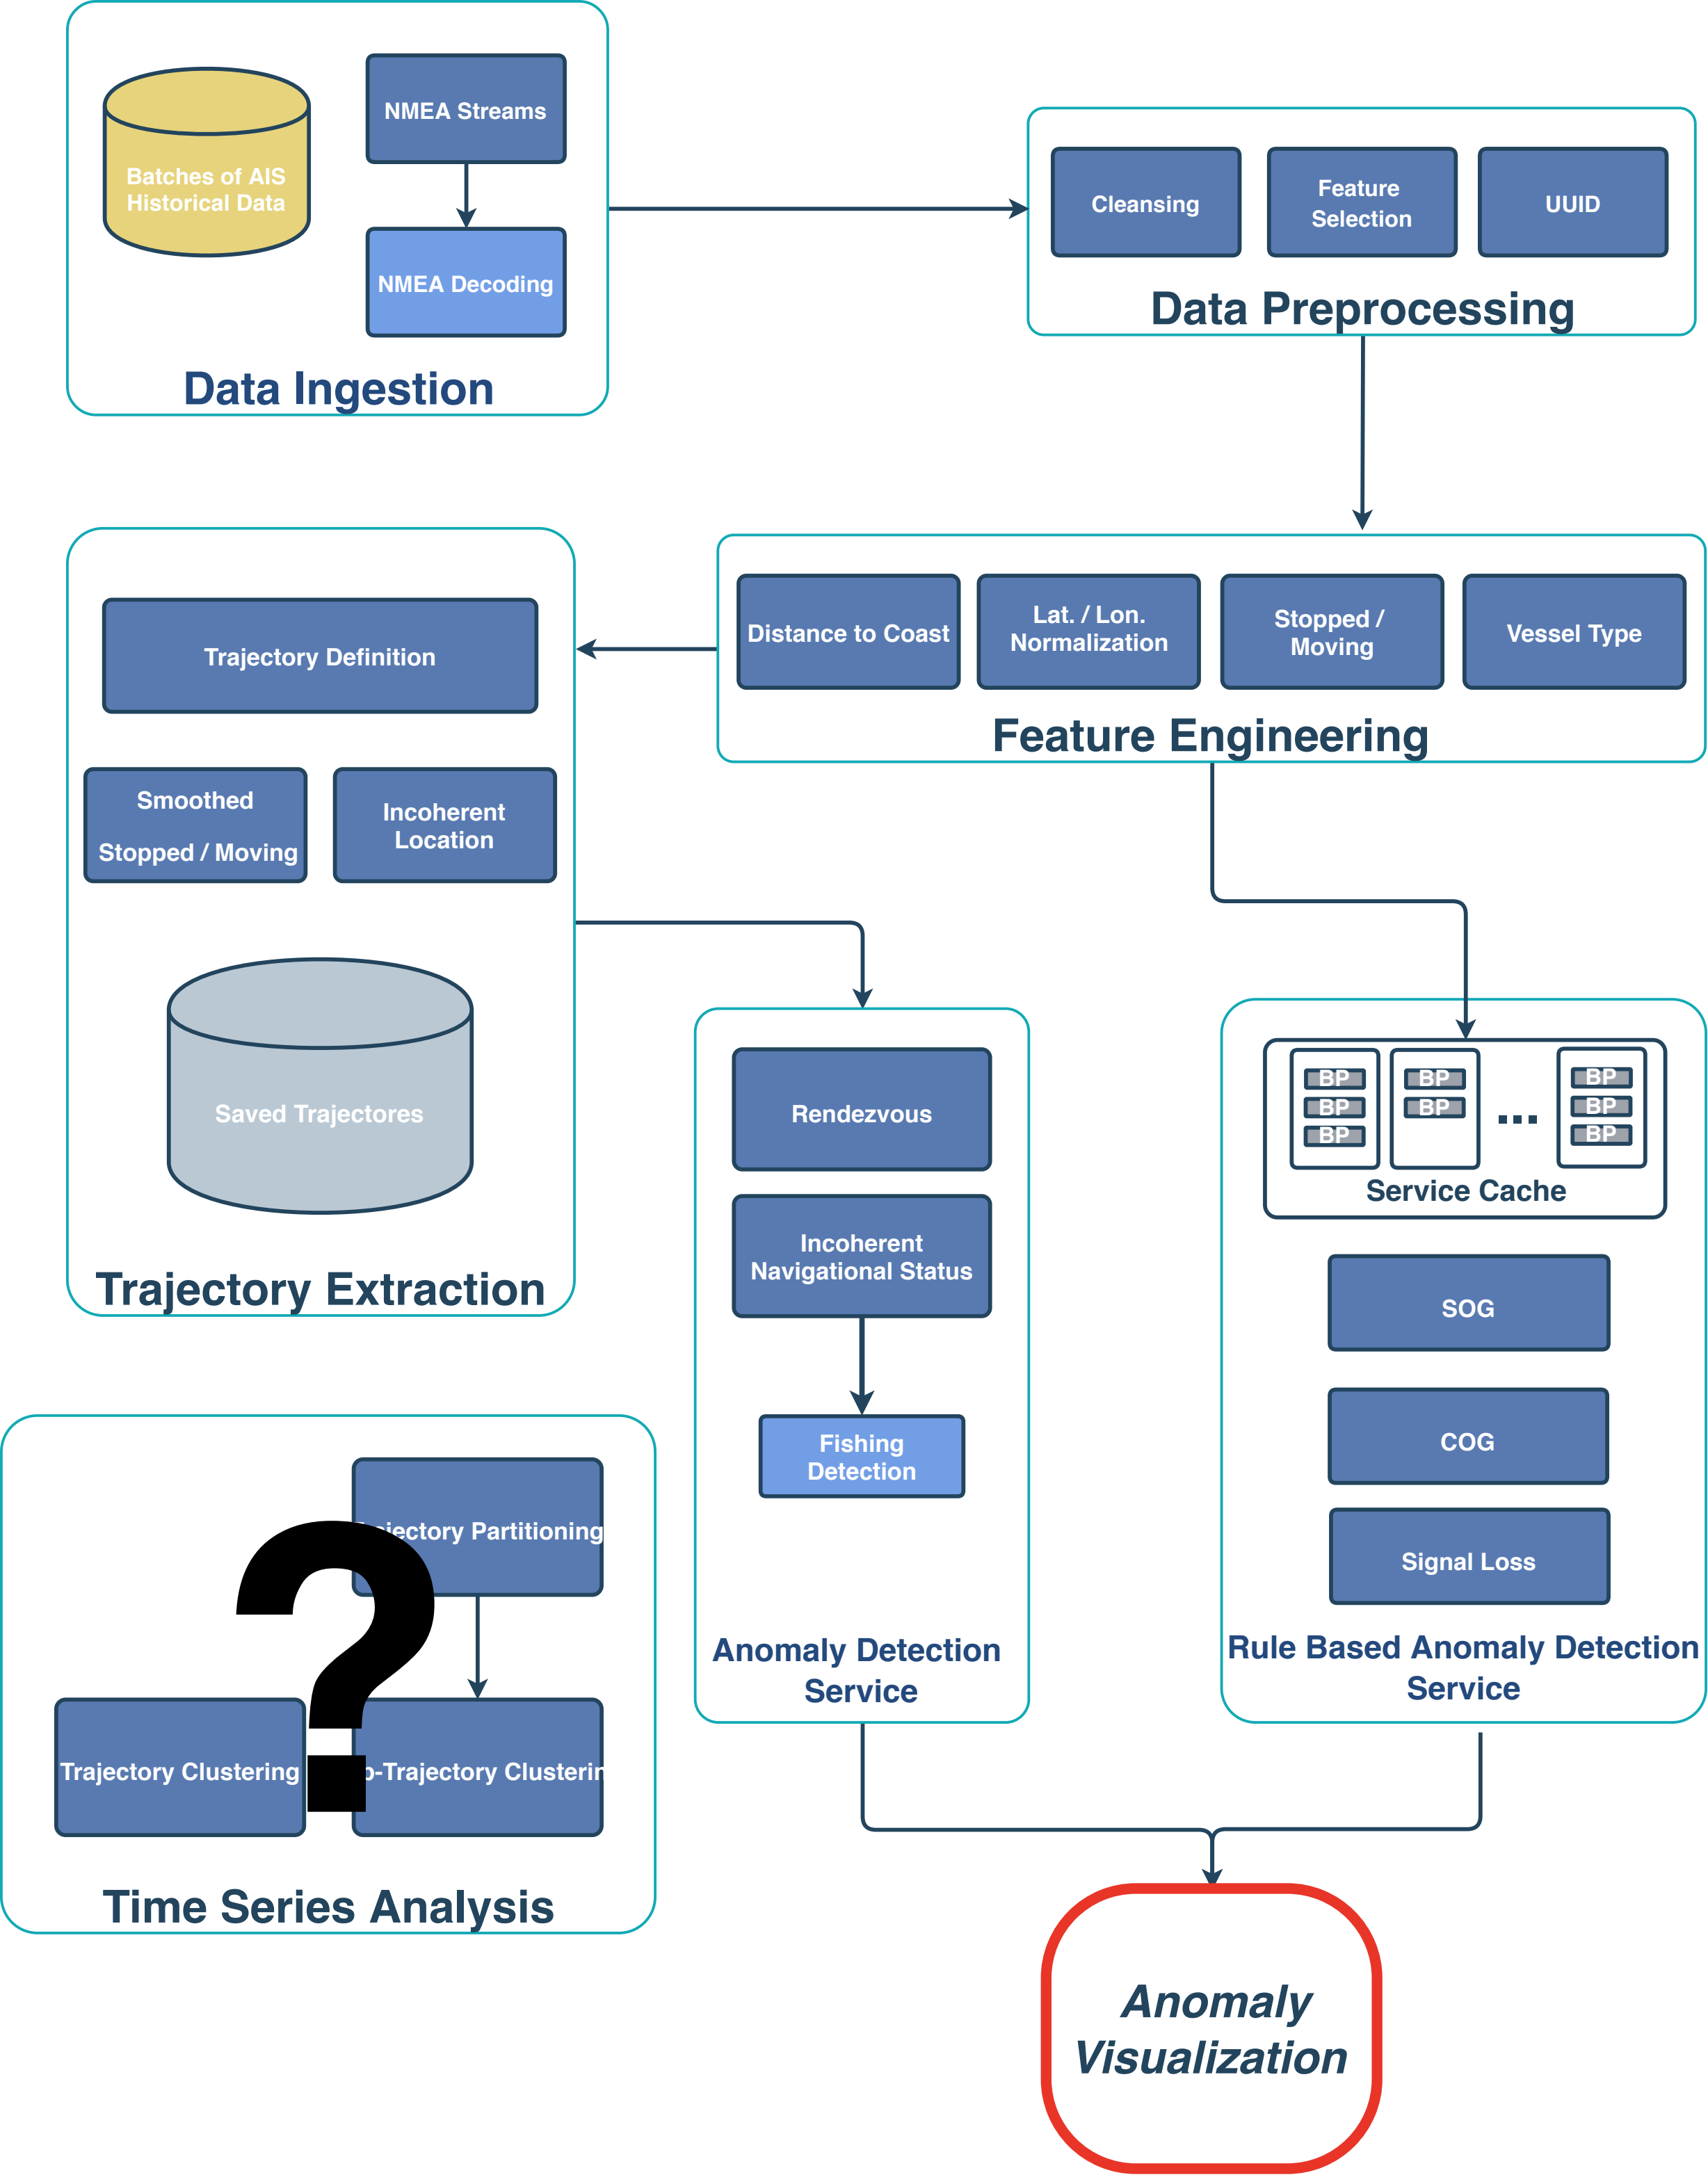 NMEA Streams
Batches of AIS
Historical Data
NMEA Decoding
Data Ingestion
Cleansing
Feature
Selection
UUID
Data Preprocessing
Distance to Coast
Lat. / Lon.
Normalization
Stopped /
Moving
Vessel Type
Feature Engineering
Trajectory Definition
Smoothed
Stopped / Moving
Incoherent
Location
Saved Trajectores
Trajectory Extraction
Rendezvous
Incoherent
Navigational Status
Fishing
Detection
Anomaly Detection
Service
BP
BP
BP
BP
BP
...
BP
BP
BP
Service Cache
SOG
COG
Signal Loss
Rule Based Anomaly Detection
Service
Partitioning
?
Trajectory Clustering
-Trajectory
Time Series Analysis
Anomaly
Visualization